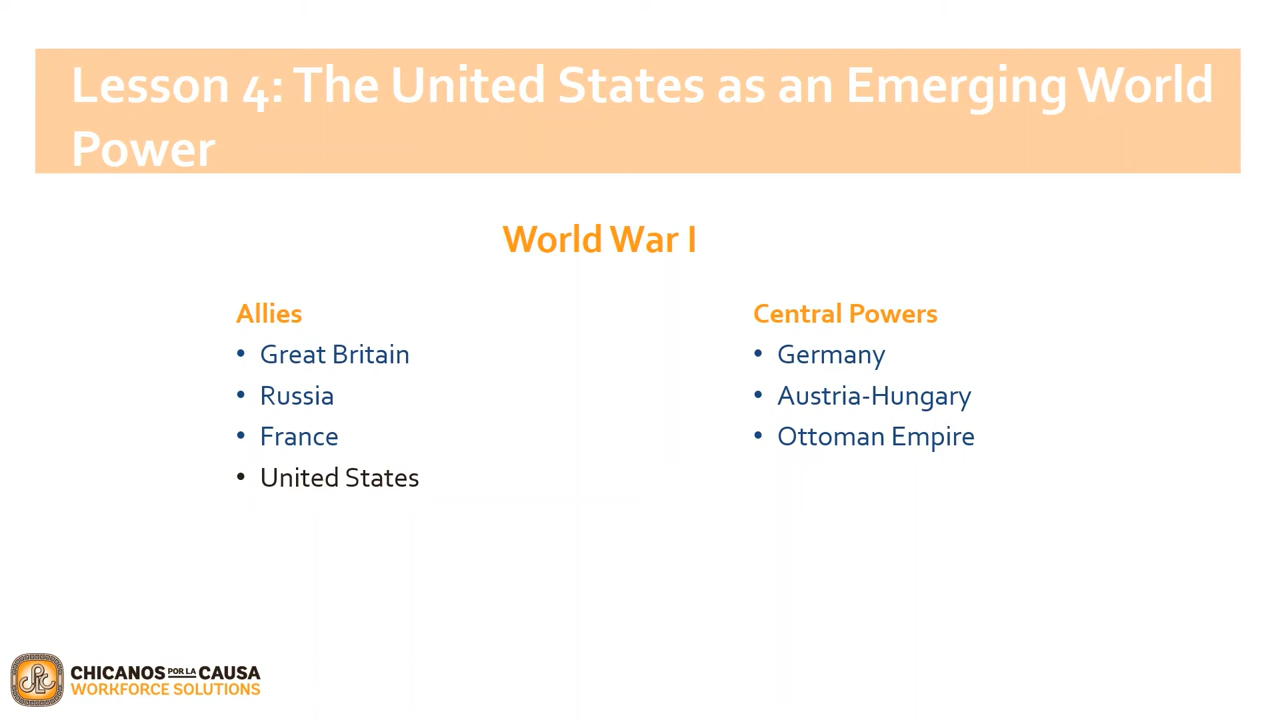 Lesson 4: The United States as an Emerging World
Power
World War I
Allies
• Great Britain
• Russia
• France
• United States
Central Powers
• Germany
• Austria-Hungary
• Ottoman Empire
CPLC
CHICANOS POR LA CAUSA
WORKFORCE SOLUTIONS